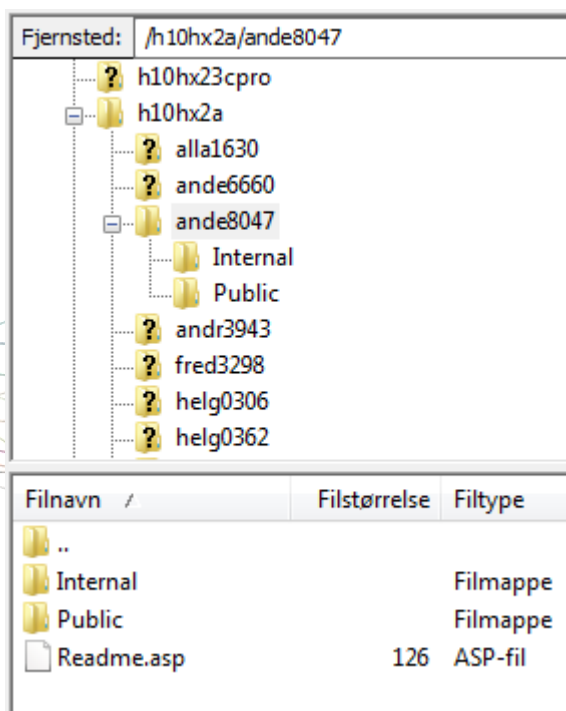 Fjernsted: /h10hx2a/ande8047
h10hx23cpro
h10hx2a
alla1630
ande6660
ande8047
Internal
Public
andr3943
fred3298
helg0306
helg0362
Filnavn Filstørrelse Filtype
..
Internal Filmappe
Public Filmappe
Readme.asp 126 ASP-fil